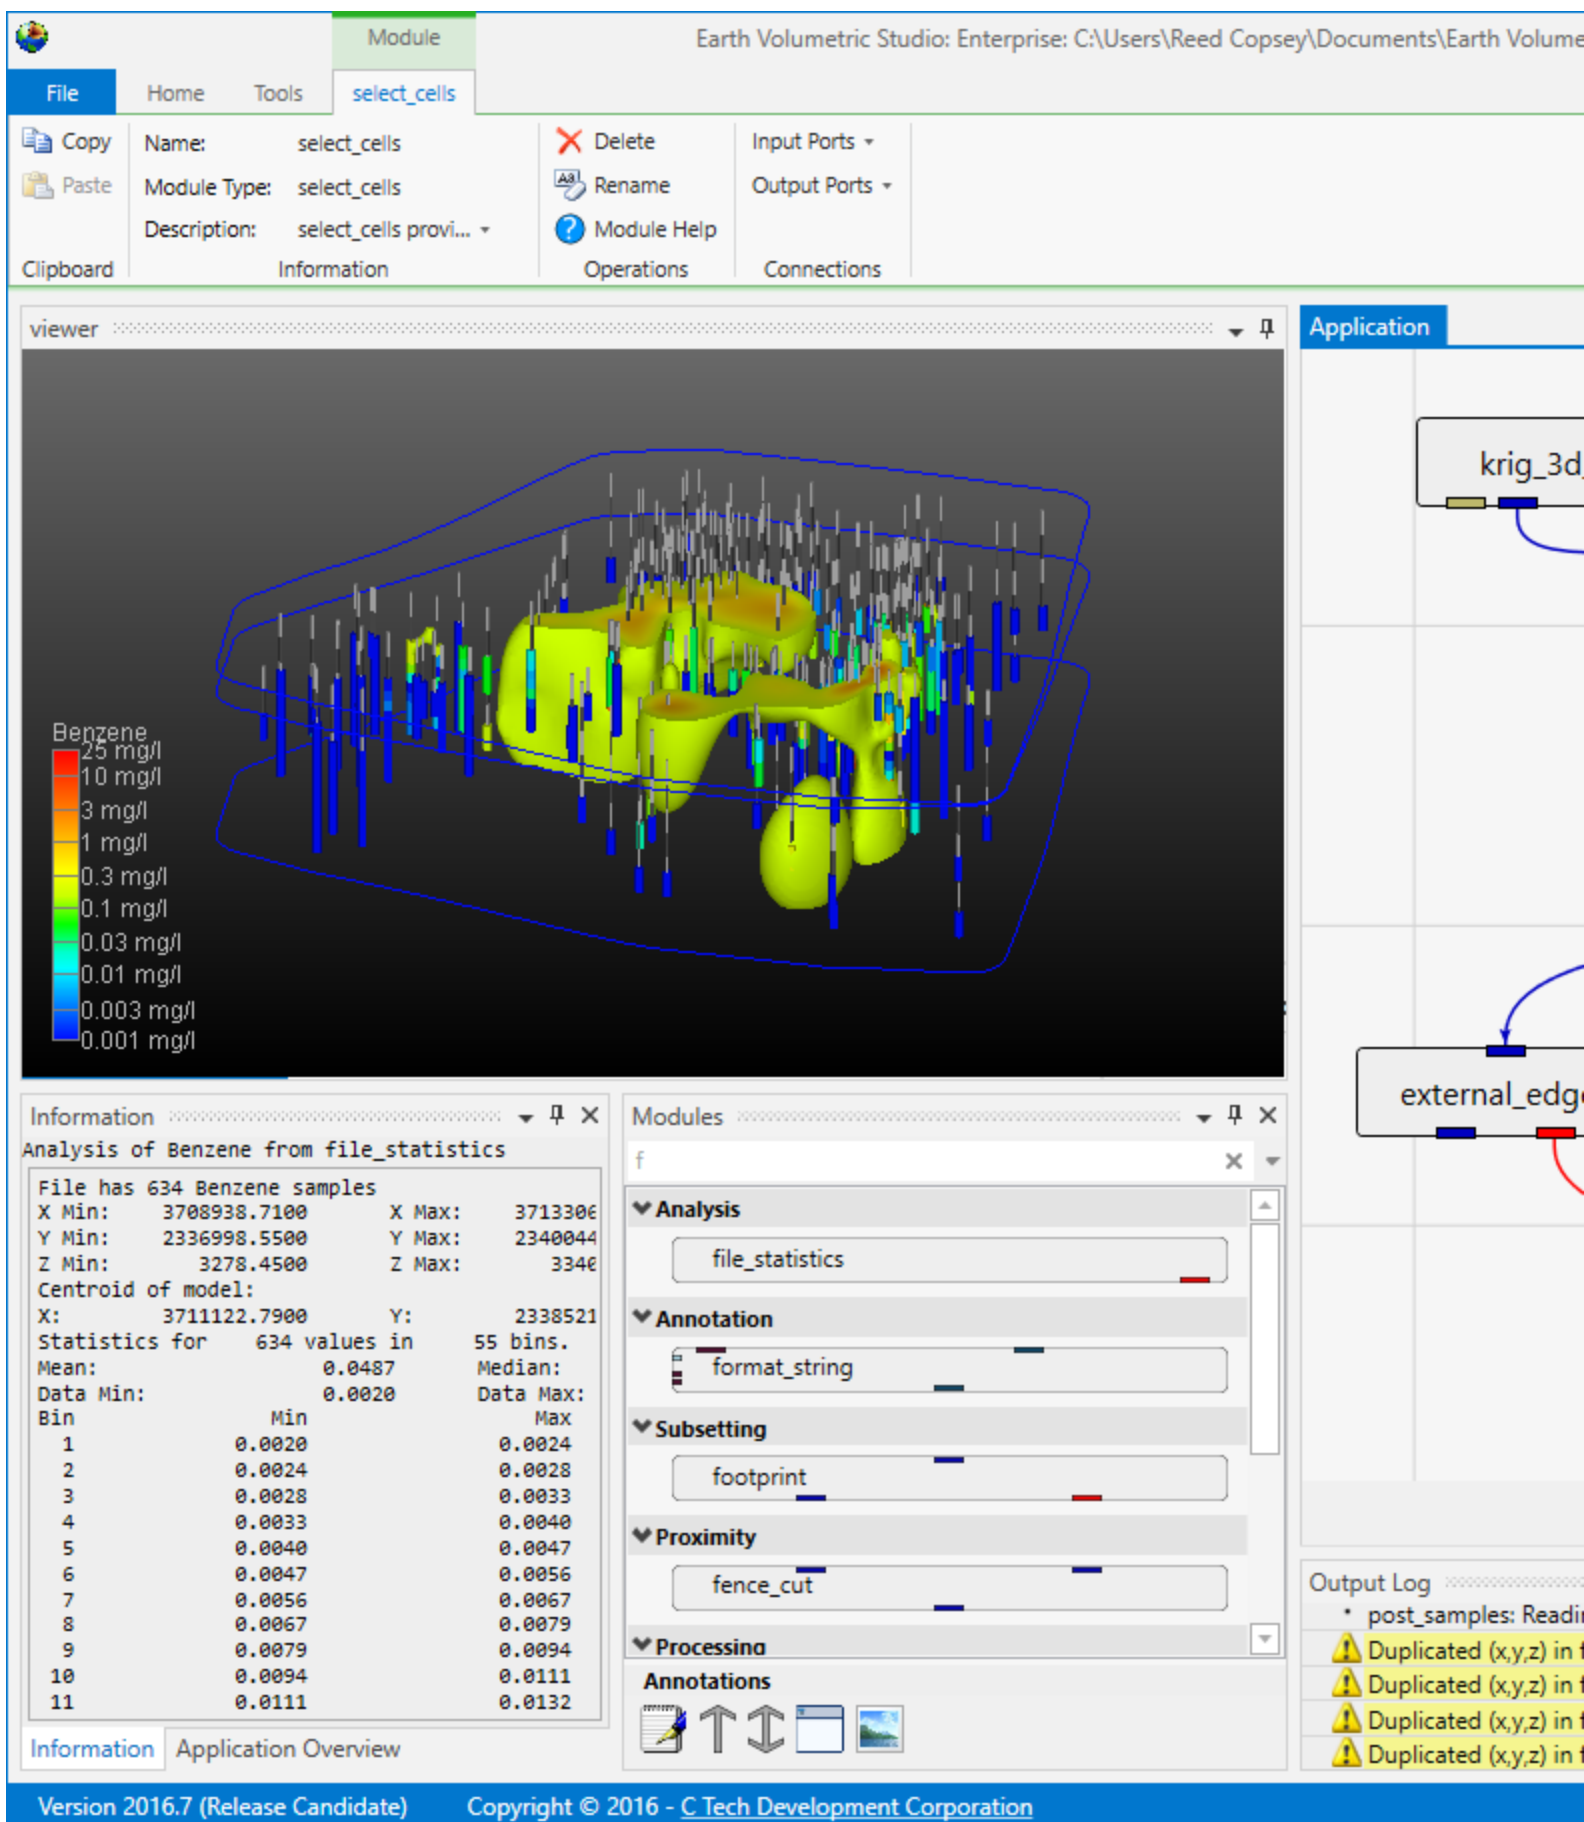 Module
Earth Volumetric Studio: Enterprise: C:\Users\Reed Copsey\Documents\Earth Volume
File Home Tools select_cells
Copy
Paste
Clipboard
Name: select_cells
Module Type: select_cells
Description: select_cells provi...
Information
Delete
Rename
Module Help
Operations
Input Ports
Output Ports
Connections
viewer
Benzene
25 mg/l
10 mg/l
3 mg/l
1 mg/l
0.3 mg/l
0.1 mg/l
0.03 mg/l
0.01 mg/l
0.003 mg/l
0.001 mg/l
Application
krig_3d_
external_edge
Information
Analysis of Benzene from file_statistics
File has 634 Benzene samples
X Min: 3708938.7100 X Max: 3713306
Y Min: 2336998.5500 Y Max: 2340044
Z Min: 3278.4500 Z Max: 3340
Centroid of model:
X: 3711122.7900 Y: 2338521
Statistics for 634 values in 55 bins.
Mean: 0.0487 Median:
Data Min: 0.0020 Data Max:
Bin Min Max
1 0.0020 0.0024
2 0.0024 0.0028
3 0.0028 0.0033
4 0.0033 0.0040
5 0.0040 0.0047
6 0.0047 0.0056
7 0.0056 0.0067
8 0.0067 0.0079
9 0.0079 0.0094
10 0.0094 0.0111
11 0.0111 0.0132
Information Application Overview
Modules
f
Analysis
file_statistics
Annotation
format_string
Subsetting
footprint
Proximity
fence_cut
Processing
Annotations
Output Log
post_samples: Readin
Duplicated (x,y,z) in f
Duplicated (x,y,z) in f
Duplicated (x,y,z) in f
Duplicated (x,y,z) in f
Version 2016.7 (Release Candidate) Copyright © 2016 - C Tech Development Corporation